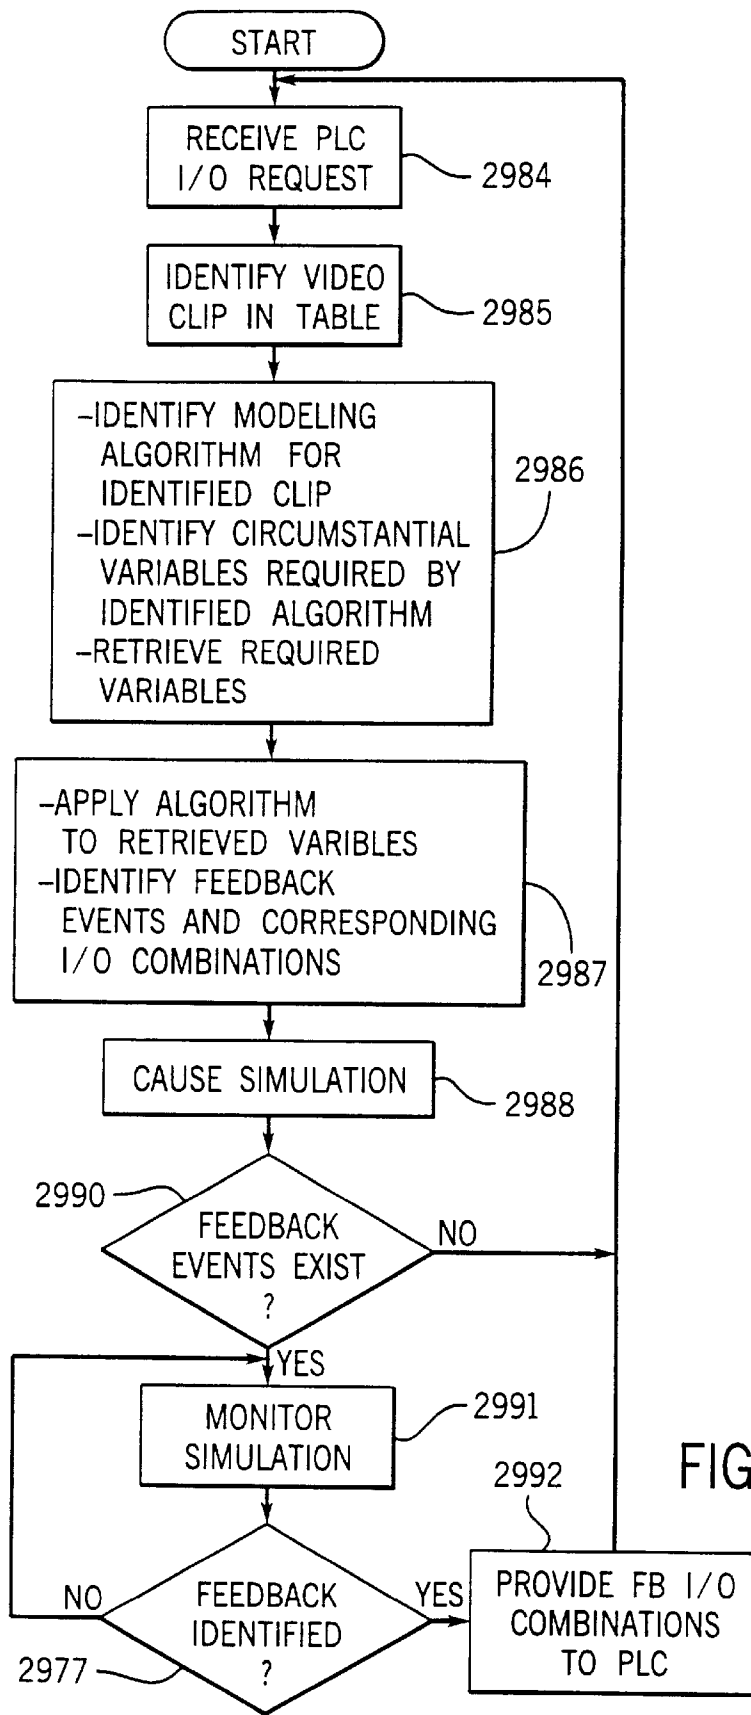 START
RECEIVE PLC
I/O REQUEST
2984
IDENTIFY VIDEO
CLIP IN TABLE
2985
-IDENTIFY MODELING
ALGORITHM FOR
IDENTIFIED CLIP
-IDENTIFY CIRCUMSTANTIAL
VARIABLES REQUIRED BY
IDENTIFIED ALGORITHM
-RETRIEVE REQUIRED
VARIABLES
2986
-APPLY ALGORITHM
TO RETRIEVED VARIBLES
-IDENTIFY FEEDBACK
EVENTS AND CORRESPONDING
I/O COMBINATIONS
2987
CAUSE SIMULATION
2988
2990
FEEDBACK
EVENTS EXIST
?
NO
YES
MONITOR
SIMULATION
2991
FIG
2992
NO
FEEDBACK
IDENTIFIED
?
YES
2977
PROVIDE FB I/O
COMBINATIONS
TO PLC